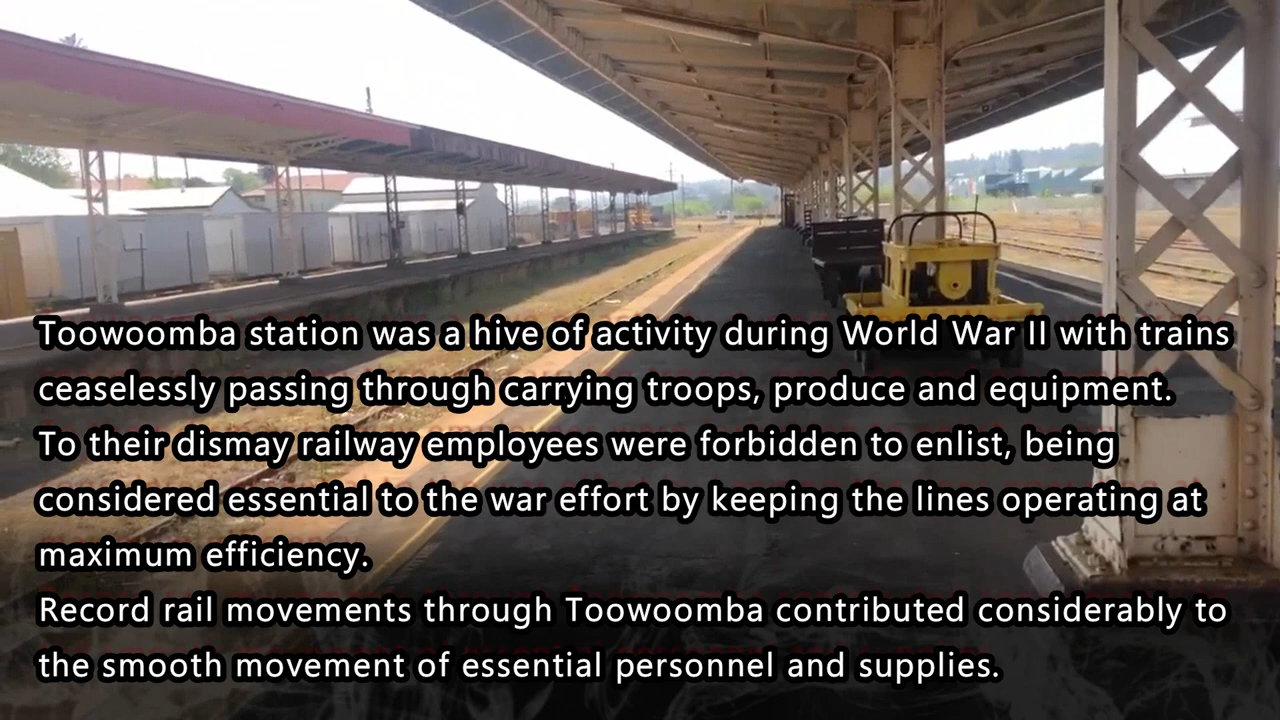 Toowoomba station was a hive of activity during World War II with trains
ceaselessly passing through carrying troops, produce and equipment.
To their dismay railway employees were forbidden to enlist, being
considered essential to the war effort by keeping the lines operating at
maximum efficiency.
Record rail movements through Toowoomba contributed considerably to
the smooth movement of essential personnel and supplies.